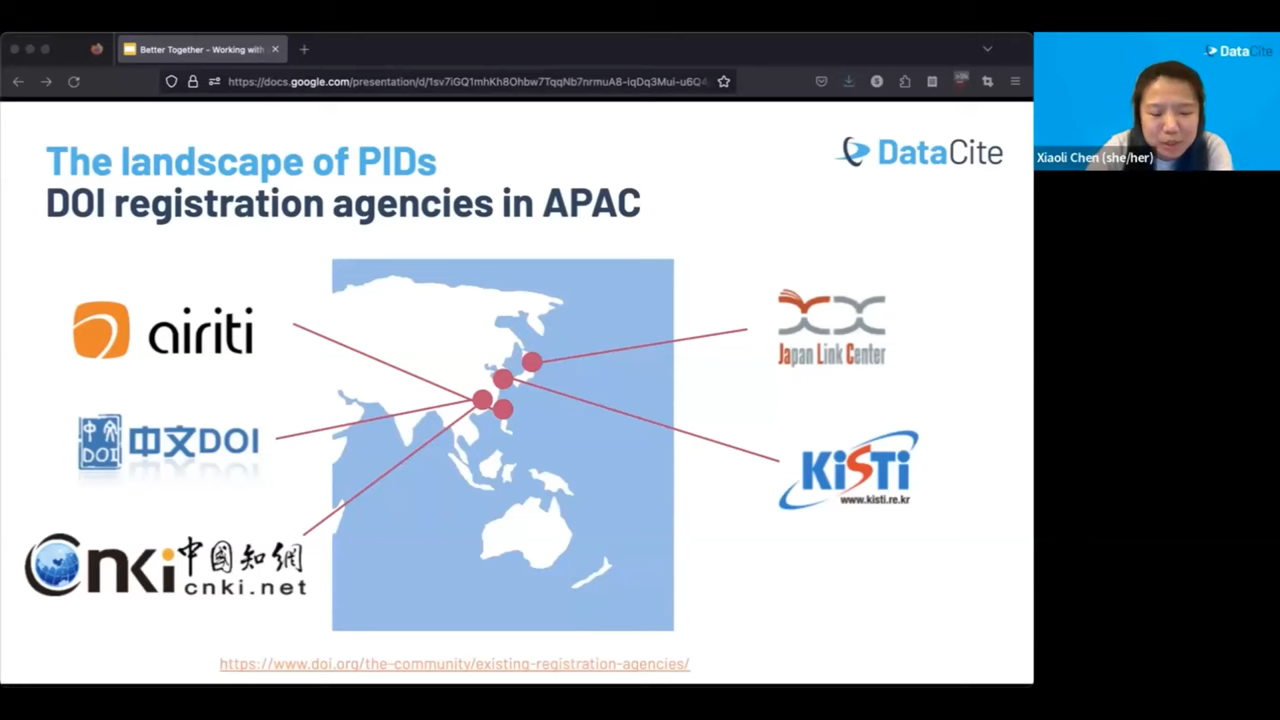 Better Together - Working with
https://docs.google.com/presentation/d/1sv7iGQ1mhKh8Ohbw7TqqNb7nrmuA8-iqDq3Mui-u6Q4
DataCite
Xiaoli Chen (she/her)
The landscape of PIDs
DOI registration agencies in APAC
DataCite
airiti
Japan Link Center
中文
DOI
中文DOI
KiSTi
www.kisti.re.kr
cnki
中國知網
cnki.net
https://www.doi.org/the-community/existing-registration-agencies/